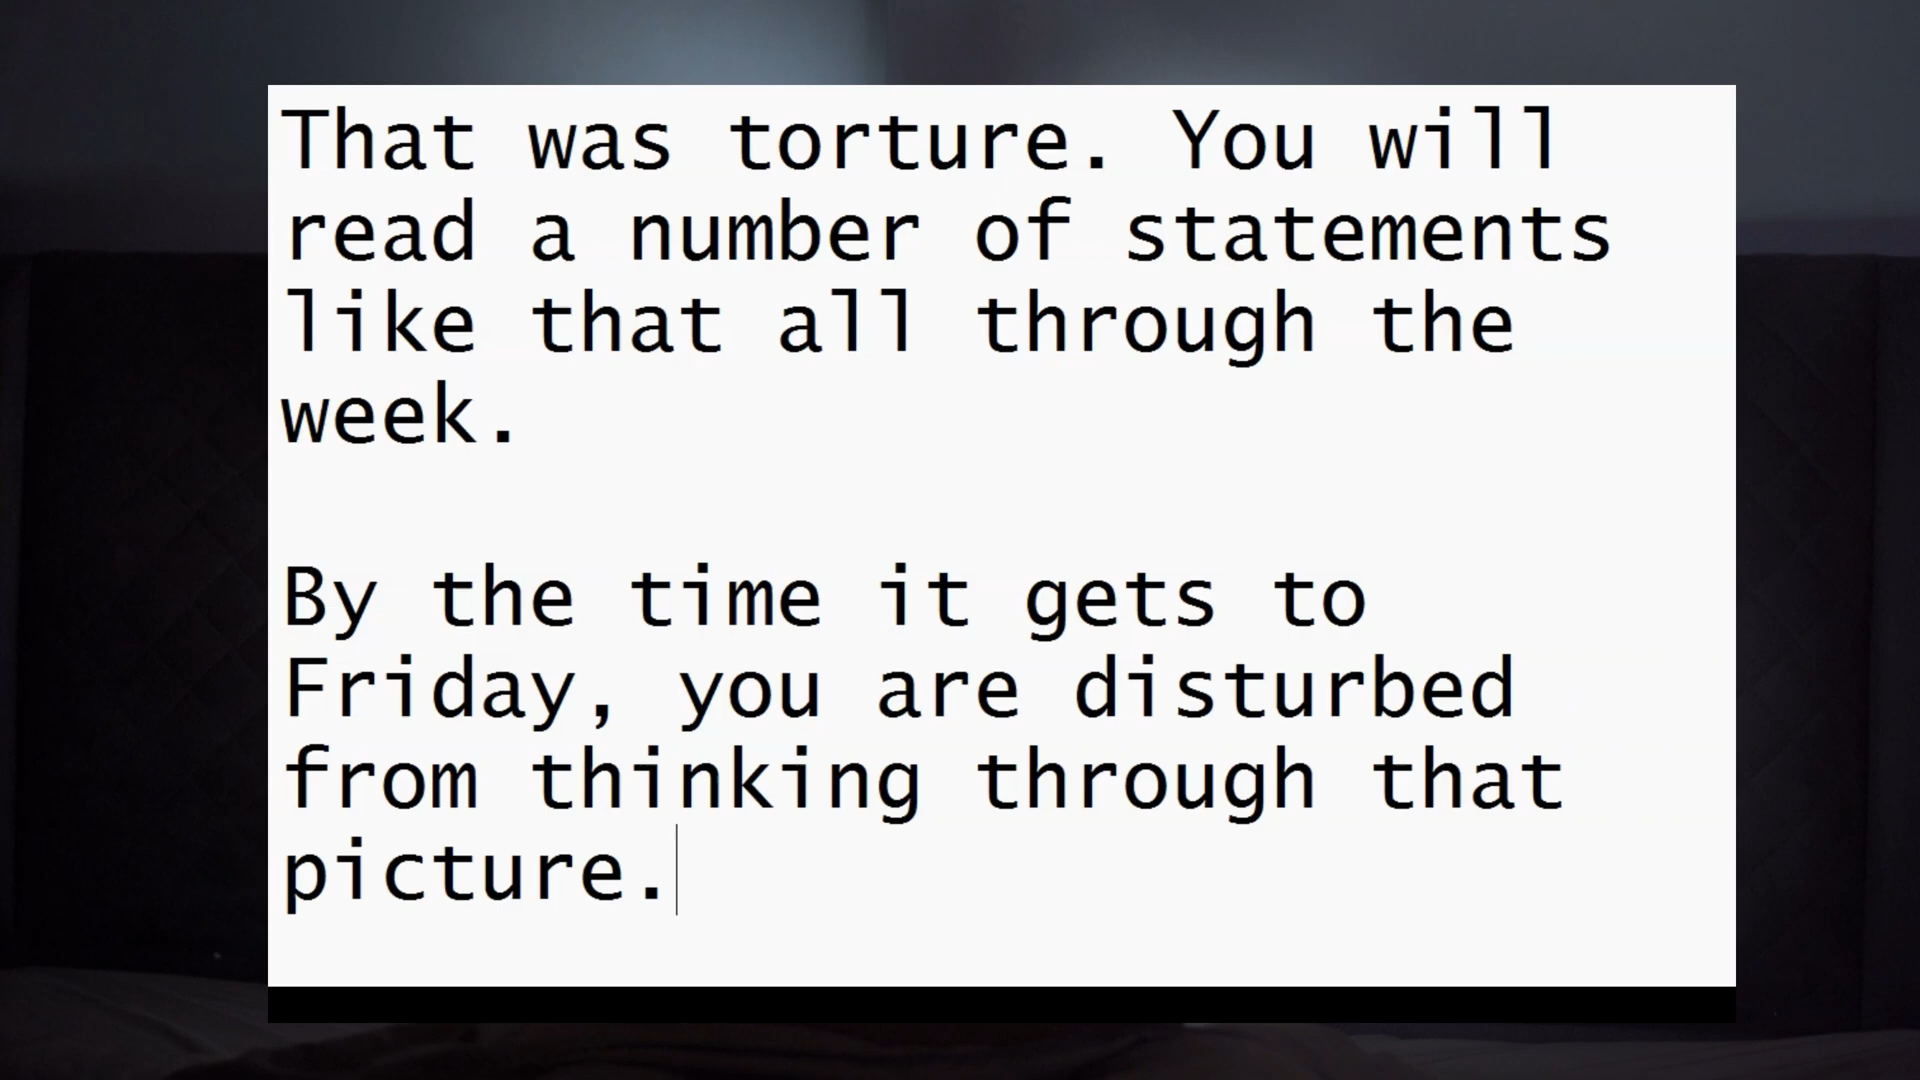 That was torture. You will
read a number of statements
like that all through the
week.
By the time it gets to
Friday, you are disturbed
from thinking through that
picture.